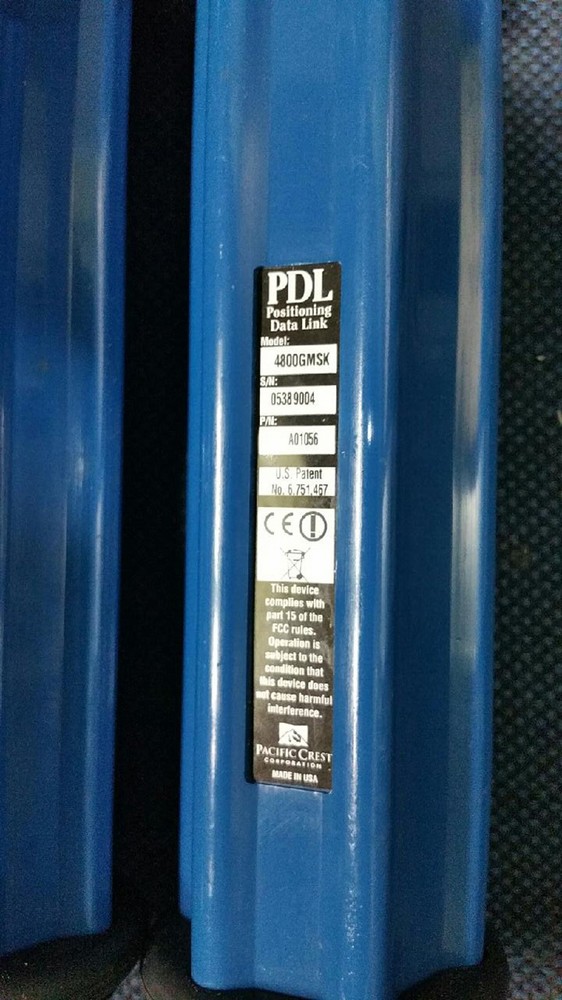 PDL
Positioning
Data Link
Model:
4800GMSK
S/N:
05389004
P/N:
A01056
U.S. Patent
No. 6,751,467
CE
This device
complies with
part 15 of the
FCC rules.
Operation is
subject to the
condition that
this device does
not cause harmful
interference.
PACIFIC CREST
CORPORATION
MADE IN USA